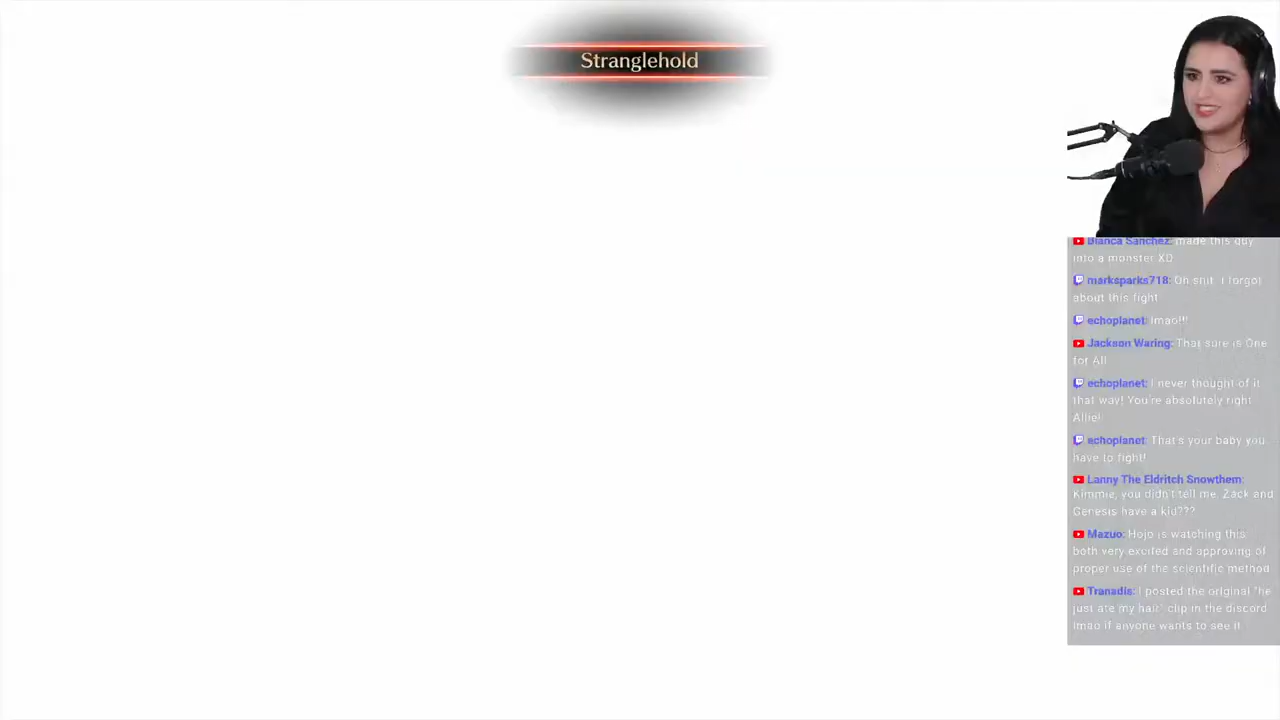 Stranglehold
Bianca Sanchez: made this guy
into a monster XD
marksparks718: Oh shit. I forgot
about this fight
echoplanet: lmao!!!
Jackson Waring: That sure is One
for All
echoplanet: I never thought of it
that way! You're absolutely right
Allie!
echoplanet: That's your baby you
have to fight!
Lanny The Eldritch Snowthem:
Kimmie, you didn't tell me. Zack and
Genesis have a kid???
Mazuo: Hojo is watching this
both very excited and approving of
proper use of the scientific method
Tranadis: I posted the original "he
just ate my hair" clip in the discord
lmao if anyone wants to see it